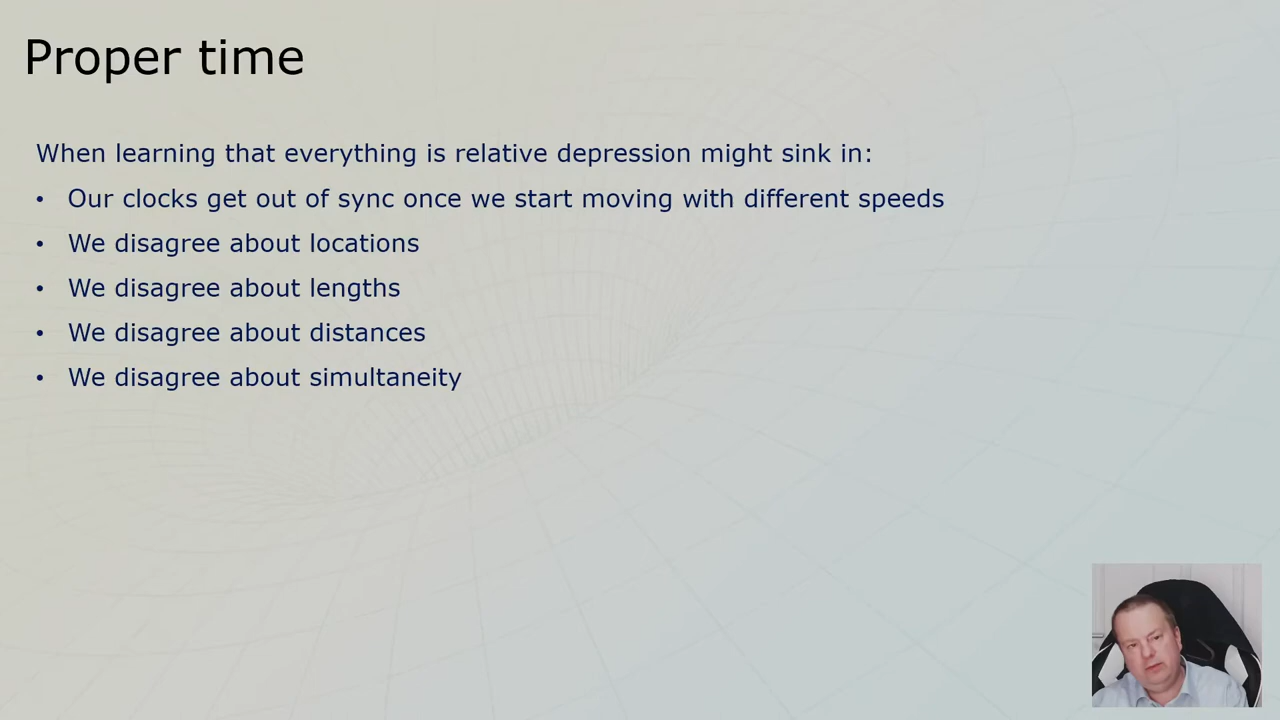 Proper time
When learning that everything is relative depression might sink in:
• Our clocks get out of sync once we start moving with different speeds
• We disagree about locations
• We disagree about lengths
• We disagree about distances
• We disagree about simultaneity